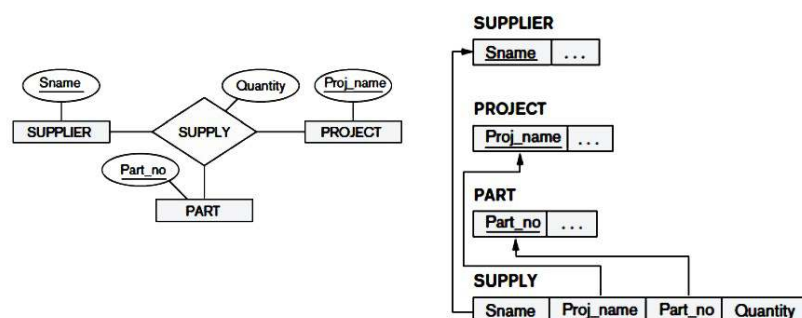 Sname
Quantity
Proj_name
SUPPLIER
SUPPLY
PROJECT
Part_no
PART
SUPPLIER
Sname ...
PROJECT
Proj_name ...
PART
Part_no ...
SUPPLY
Sname Proj_name Part_no Quantity